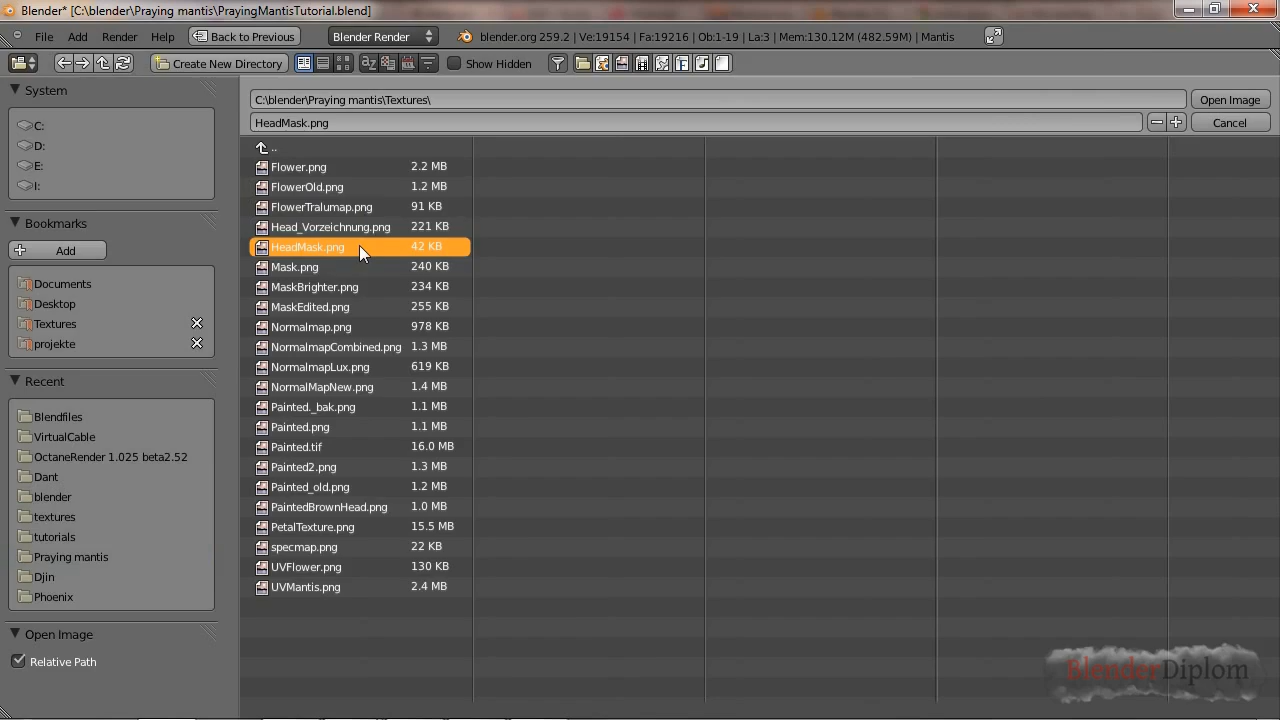 Blender* [C:\blender\Praying mantis\PrayingMantisTutorial.blend]
File Add Render Help Back to Previous Blender Render blender.org 259.2 | Ve:19154 | Fa:19216 | Ob:1-19 | La:3 | Mem:130.12M (482.59M) | Mantis
Create New Directory Show Hidden
System
C:
D:
E:
I:
Bookmarks
Add
Documents
Desktop
Textures
projekte
Recent
Blendfiles
VirtualCable
OctaneRender 1.025 beta2.52
Dant
blender
textures
tutorials
Praying mantis
Djin
Phoenix
Open Image
Relative Path
C:\blender\Praying mantis\Textures\ Open Image
HeadMask.png Cancel
..
Flower.png 2.2 MB
FlowerOld.png 1.2 MB
FlowerTralumap.png 91 KB
Head_Vorzeichnung.png 221 KB
HeadMask.png 42 KB
Mask.png 240 KB
MaskBrighter.png 234 KB
MaskEdited.png 255 KB
Normalmap.png 978 KB
NormalmapCombined.png 1.3 MB
NormalmapLux.png 619 KB
NormalMapNew.png 1.4 MB
Painted._bak.png 1.1 MB
Painted.png 1.1 MB
Painted.tif 16.0 MB
Painted2.png 1.3 MB
Painted_old.png 1.2 MB
PaintedBrownHead.png 1.0 MB
PetalTexture.png 15.5 MB
specmap.png 22 KB
UVFlower.png 130 KB
UVMantis.png 2.4 MB
BlenderDiplom